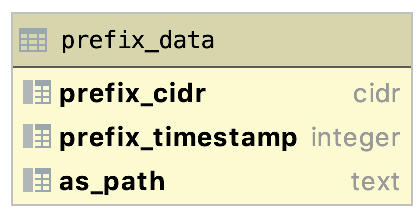 prefix_data
prefix_cidr cidr
prefix_timestamp integer
as_path text